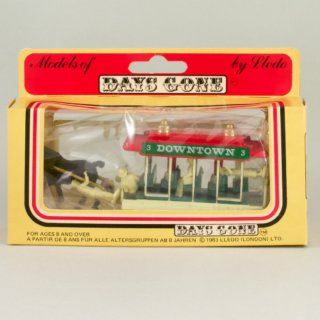 Models of DAYS GONE by Lledo
3 DOWNTOWN 3
DAYS GONE
FOR AGES 8 AND OVER
A PARTIR DE 8 ANS FÜR ALLE ALTERSGRUPPEN AB 8 JAHREN © 1983 LLEDO (LONDON) LTD.